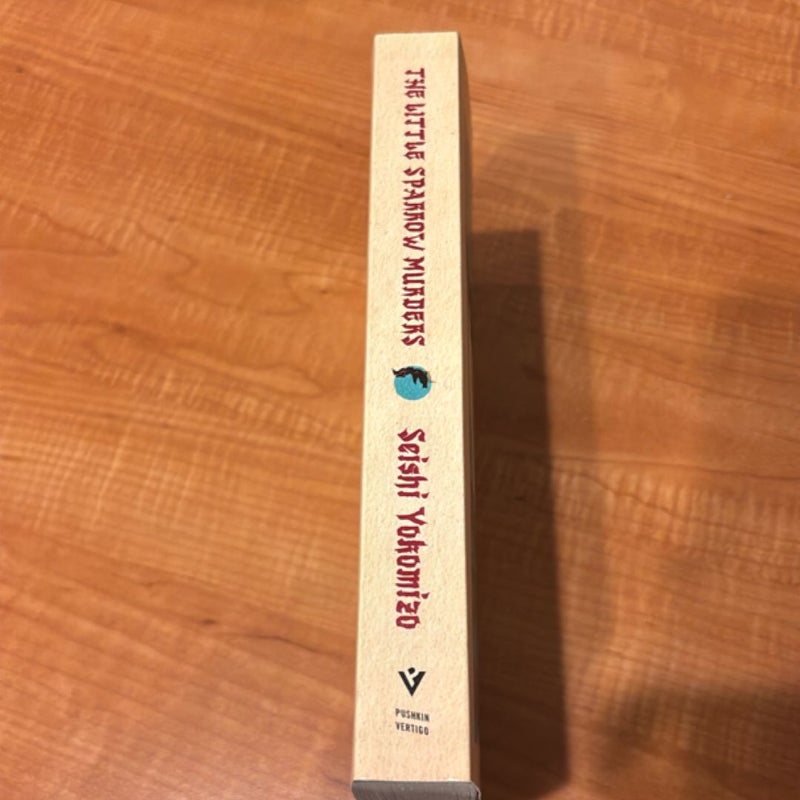 THE LITTLE SPARROW MURDERS
Seishi Yokomizo
PUSHKIN
VERTIGO